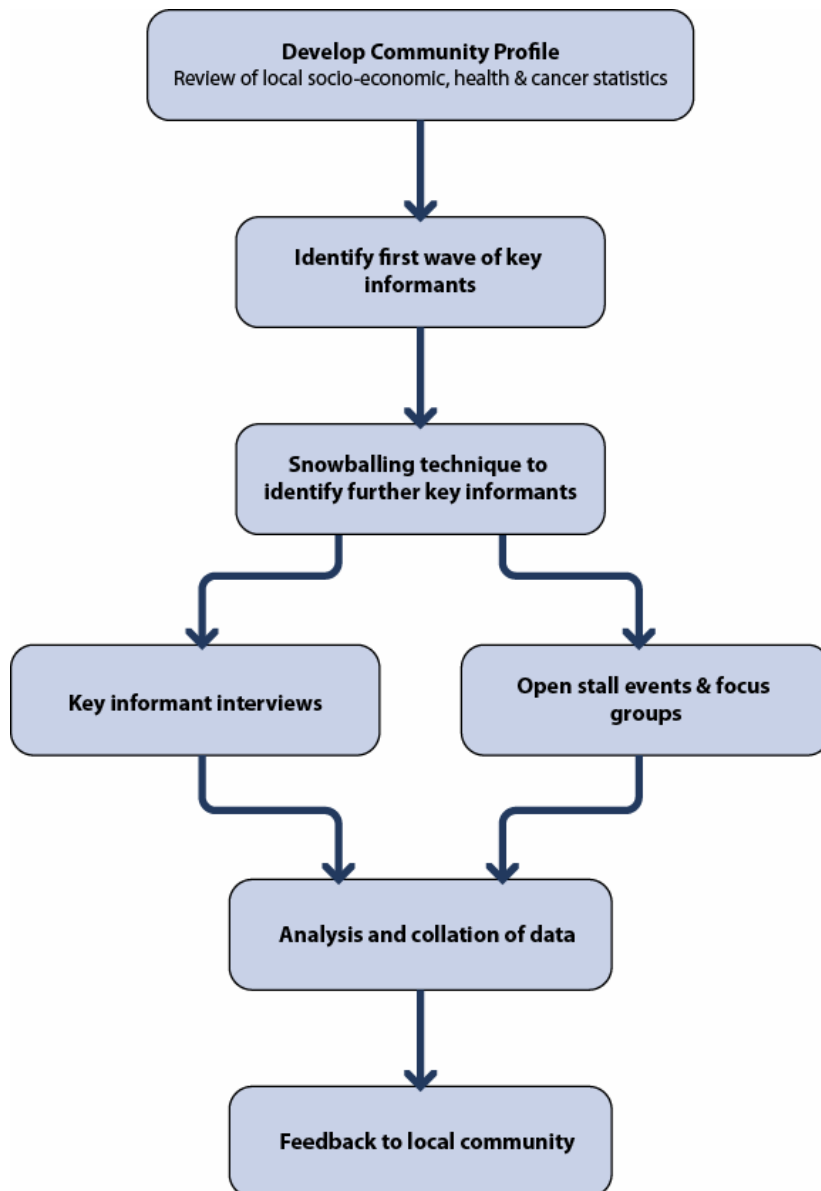 Develop Community Profile
Review of local socio-economic, health & cancer statistics
Identify first wave of key
informants
Snowballing technique to
identify further key informants
Key informant interviews
Open stall events & focus
groups
Analysis and collation of data
Feedback to local community